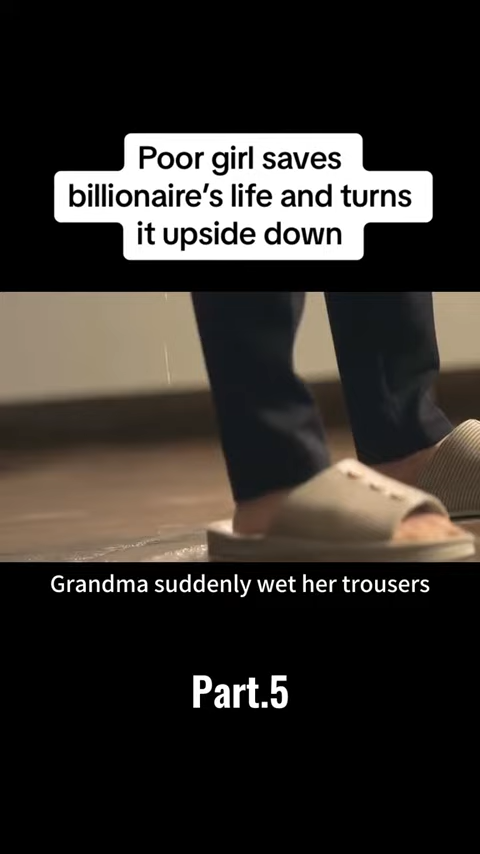 Poor girl saves
billionaire’s life and turns
it upside down
Grandma suddenly wet her trousers
Part.5